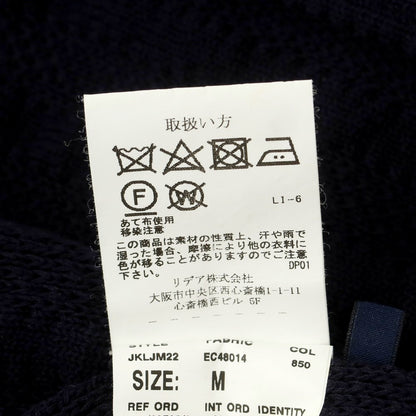 取扱い方
F W
L1-6
あて布使用
移染注意
この商品は素材の性質上、汗や雨で
湿った場合、摩擦により他の衣料に
色が移ることがありますのでご注意
DP01
リデア株式会社
大阪市中央区西心斎橋1-1-11
心斎橋西ビル 6F
STYLE FABRIC COL
JKLJM22 EC48014 850
SIZE: M
REF ORD INT ORD IDENTITY